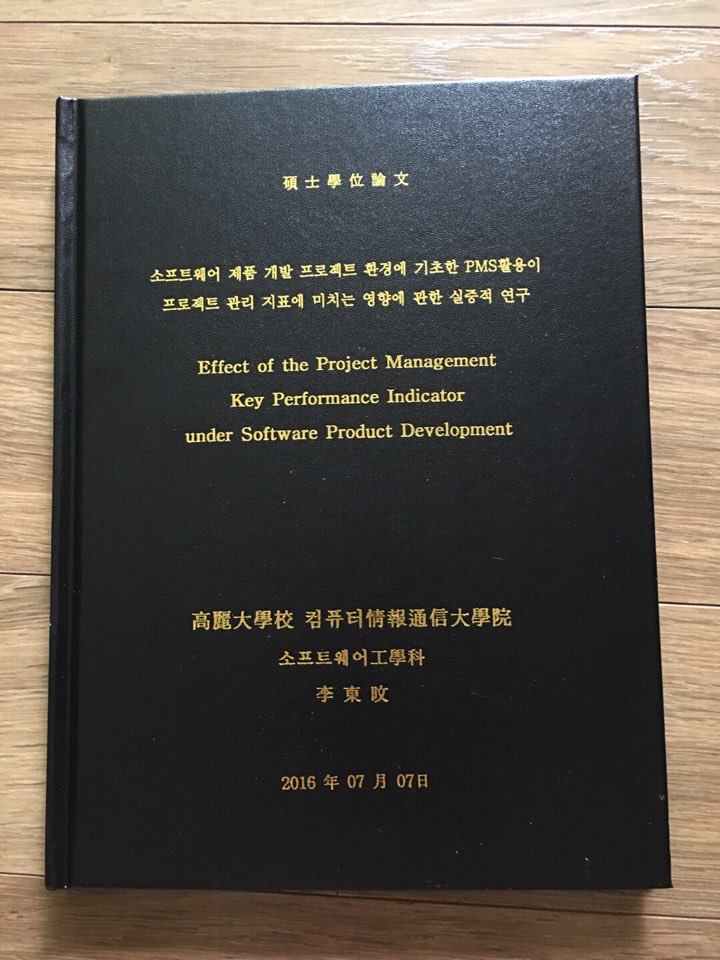 碩士學位論文
소프트웨어 제품 개발 프로젝트 환경에 기초한 PMS활용이
프로젝트 관리 지표에 미치는 영향에 관한 실증적 연구
Effect of the Project Management
Key Performance Indicator
under Software Product Development
高麗大學校 컴퓨터情報通信大學院
소프트웨어工學科
李東旼
2016 年 07 月 07日